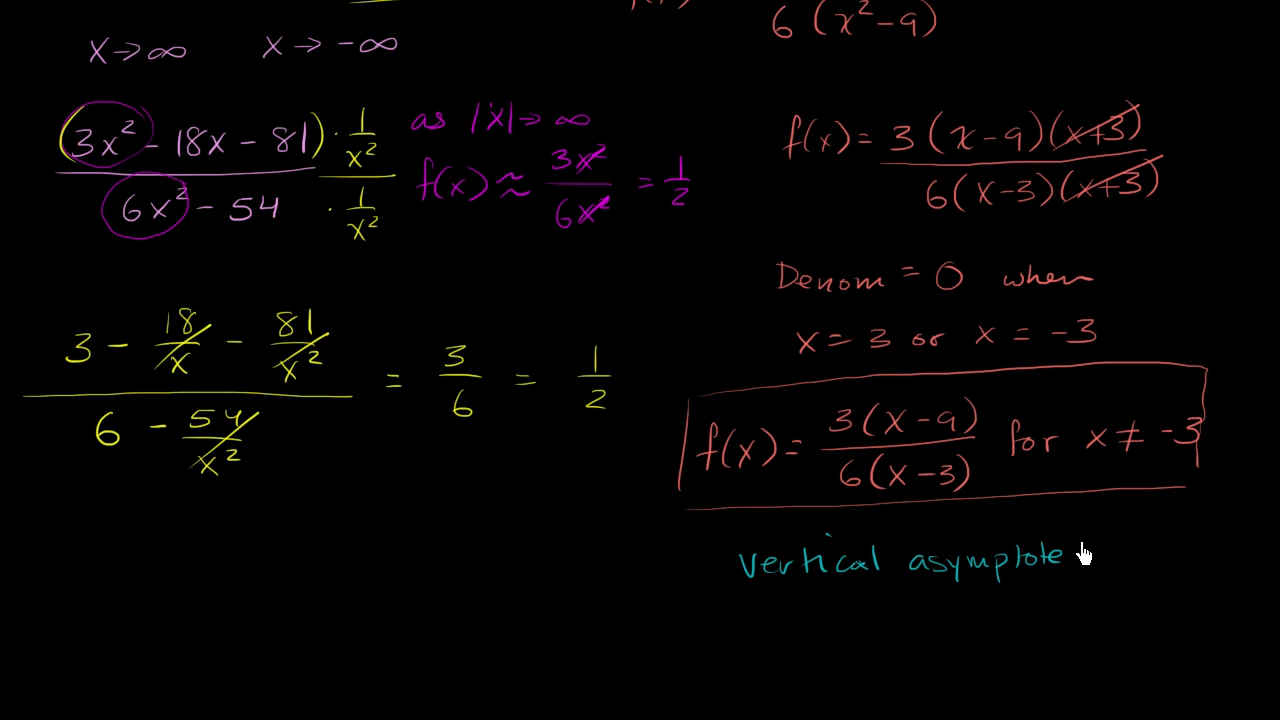 6 (x² - 9)
x → ∞ x → -∞
(3x² - 18x - 81) · 1/x²
6x² - 54 · 1/x²
as |x| → ∞
f(x) ≈ 3x²/6x² = 1/2
f(x) = 3(x-9)(x+3)
6(x-3)(x+3)
Denom = 0 when
x = 3 or x = -3
3 - 18/x - 81/x²
6 - 54/x²
= 3/6 = 1/2
f(x) = 3(x-9)/6(x-3) for x ≠ -3
vertical asymptote